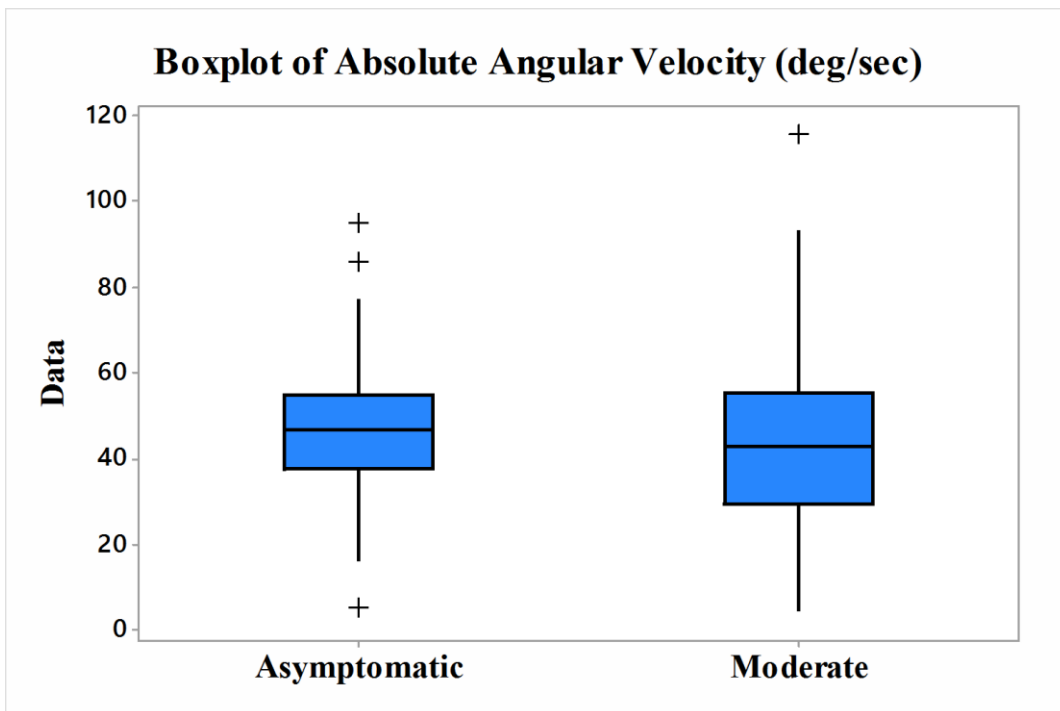 Boxplot of Absolute Angular Velocity (deg/sec)
120
100
80
60
40
20
0
Data
Asymptomatic
Moderate